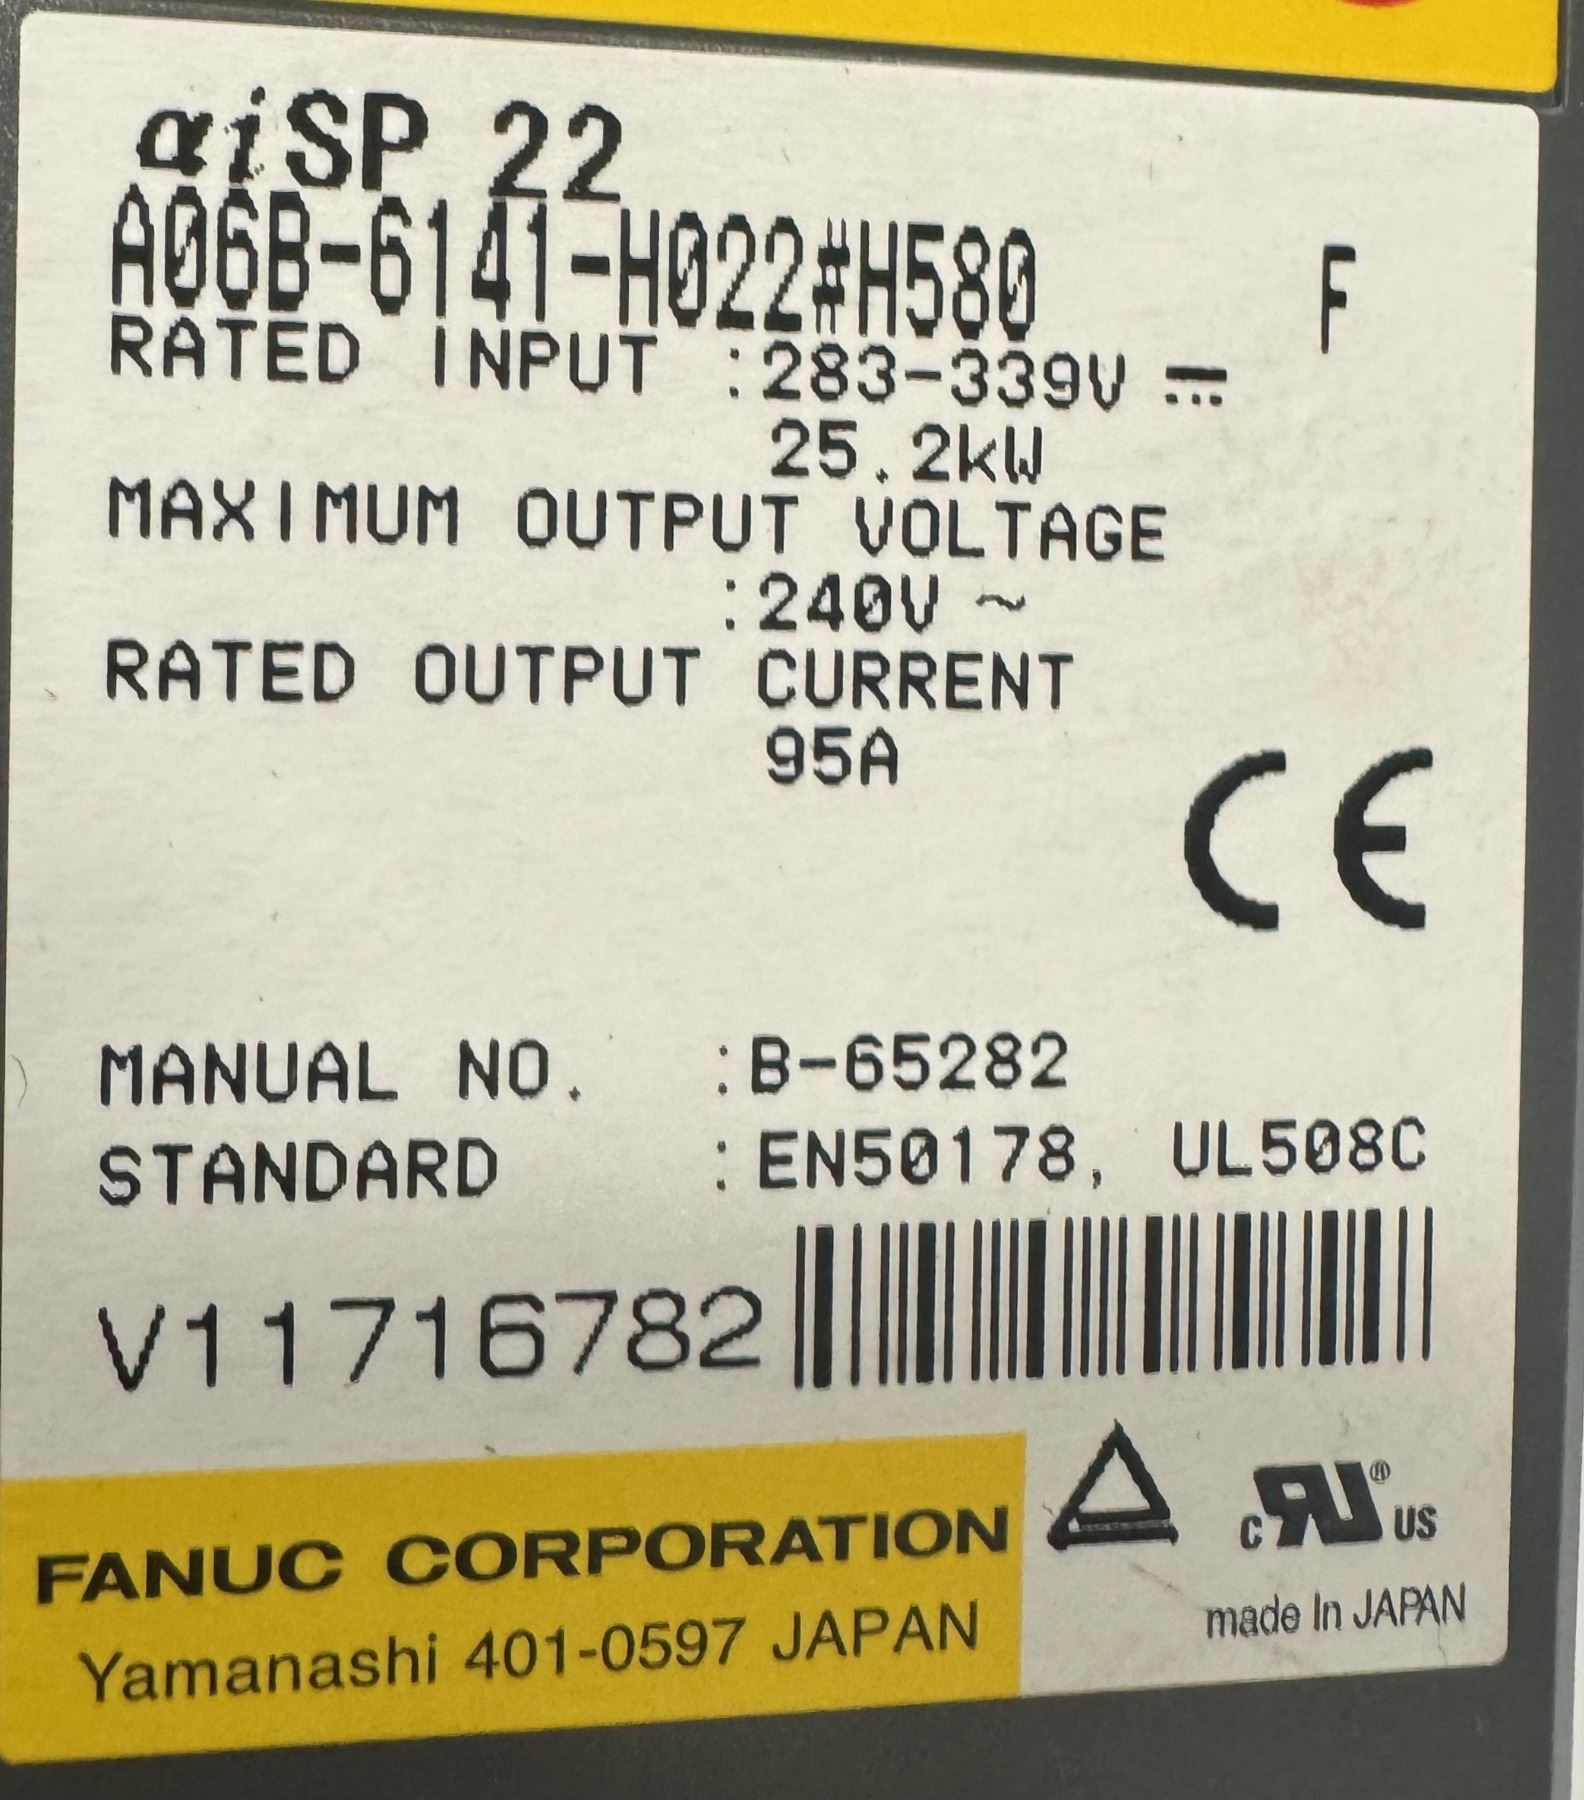 αiSP 22
A06B-6141-H022#H580 F
RATED INPUT :283-339V ⎓
25.2kW
MAXIMUM OUTPUT VOLTAGE
:240V ~
RATED OUTPUT CURRENT
95A
CE
MANUAL NO. :B-65282
STANDARD :EN50178, UL508C
V11716782
FANUC CORPORATION
Yamanashi 401-0597 JAPAN
c RU ® US
made In JAPAN